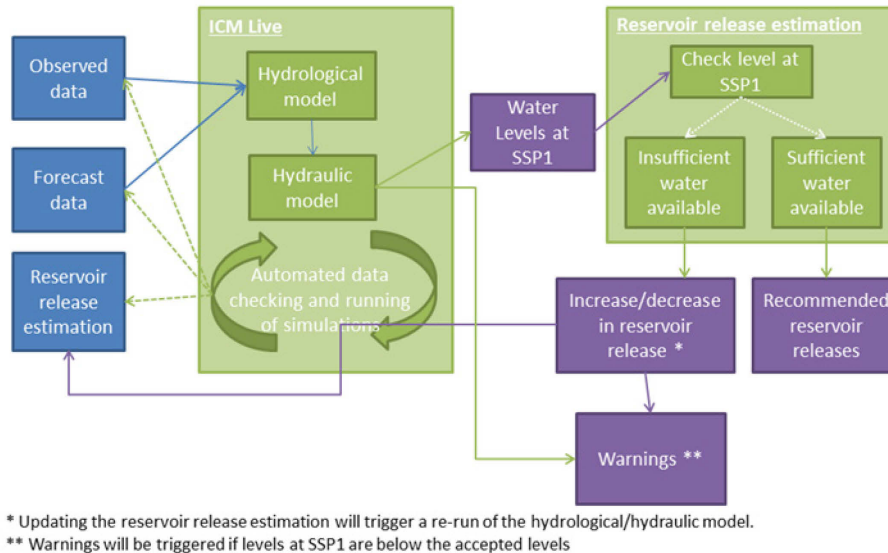 Observed
data
Forecast
data
Reservoir
release
estimation
ICM Live
Hydrological
model
Hydraulic
model
Automated data
checking and running
of simulations
Water
Levels at
SSP1
Reservoir release estimation
Check level at
SSP1
Insufficient
water
available
Sufficient
water
available
Increase/decrease
in reservoir
release *
Recommended
reservoir
releases
Warnings **
* Updating the reservoir release estimation will trigger a re-run of the hydrological/hydraulic model.
** Warnings will be triggered if levels at SSP1 are below the accepted levels